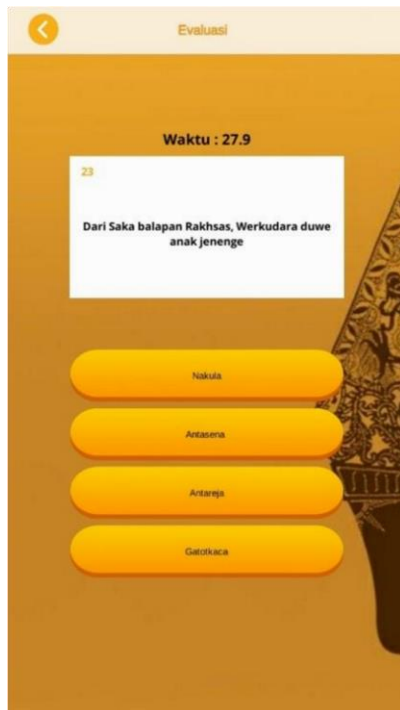 Evaluasi
Waktu : 27.9
23
Dari Saka balapan Rakhsas, Werkudara duwe
anak jenenge
Nakula
Antasena
Antareja
Gatotkaca